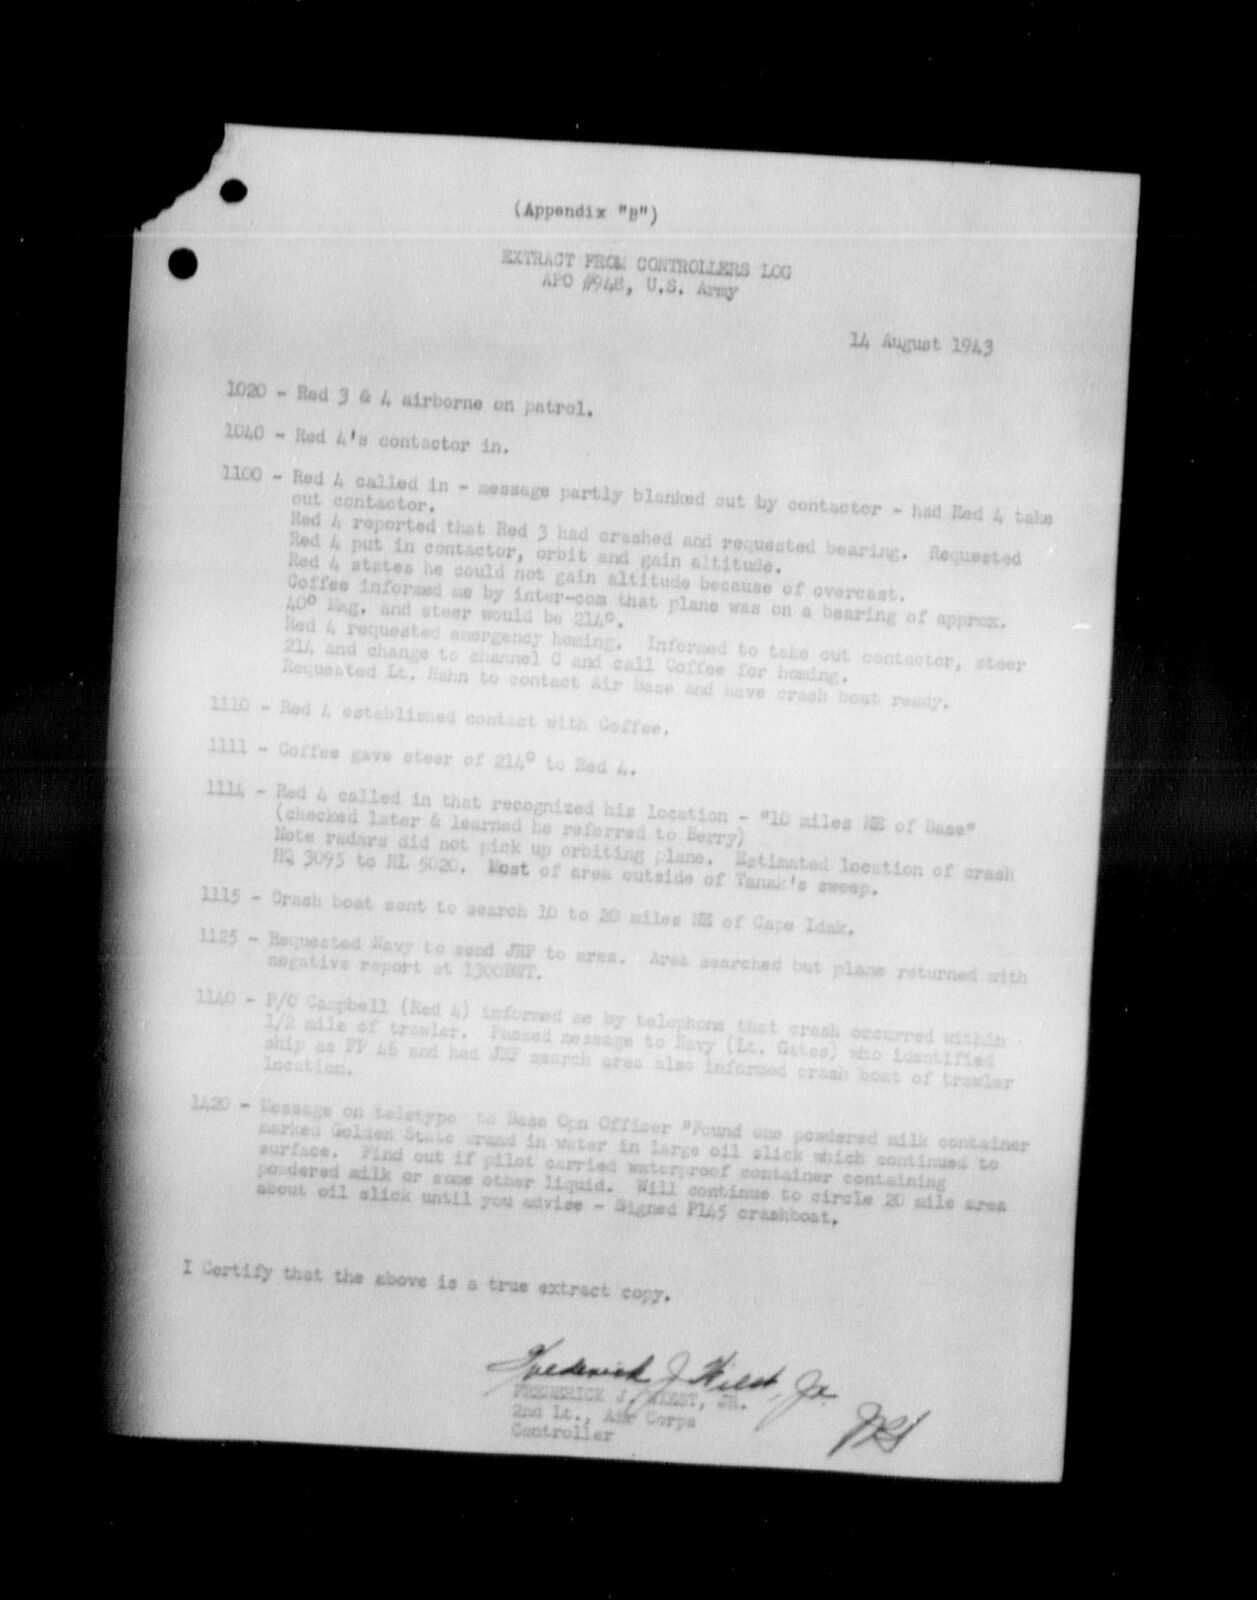 (Appendix "B")
EXTRACT FROM CONTROLLERS LOG
APO #948, U.S. Army
14 August 1943
1020 - Red 3 & 4 airborne on patrol.
1040 - Red 4's contactor in.
1100 - Red 4 called in - message partly blanked out by contactor - had Red 4 take
out contactor.
Red 4 reported that Red 3 had crashed and requested bearing. Requested
Red 4 put in contactor, orbit and gain altitude.
Red 4 states he could not gain altitude because of overcast.
Coffee informed me by inter-com that plane was on a bearing of approx.
40° Mag. and steer would be 214°.
Red 4 requested emergency homing. Informed to take out contactor, steer
214 and change to channel C and call Coffee for homing.
Requested Lt. Hahn to contact Air Base and have crash boat ready.
1110 - Red 4 established contact with Coffee.
1111 - Coffee gave steer of 214° to Red 4.
1114 - Red 4 called in that recognized his location - "10 miles NE of Base"
(checked later & learned he referred to Berry)
Note radars did not pick up orbiting plane. Estimated location of crash
HQ 3095 to HL 5020. Most of area outside of Tanak's sweep.
1115 - Crash boat sent to search 10 to 20 miles NE of Cape Idak.
1125 - Requested Navy to send JRF to area. Area searched but plane returned with
negative report at 1300BWT.
1140 - P/O Campbell (Red 4) informed me by telephone that crash occurred within
1/2 mile of trawler. Passed message to Navy (Lt. Gates) who identified
ship as FP 46 and had JRF search area also informed crash boat of trawler
location.
1420 - Message on teletype to Base Opn Officer "Found one powdered milk container
marked Golden State brand in water in large oil slick which continued to
surface. Find out if pilot carried waterproof container containing
powdered milk or some other liquid. Will continue to circle 20 mile area
about oil slick until you advise - Signed P145 crashboat.
I Certify that the above is a true extract copy.
Frederick J. Wiest, Jr.
FREDERICK J. WIEST, JR.
2nd Lt., Air Corps
Controller